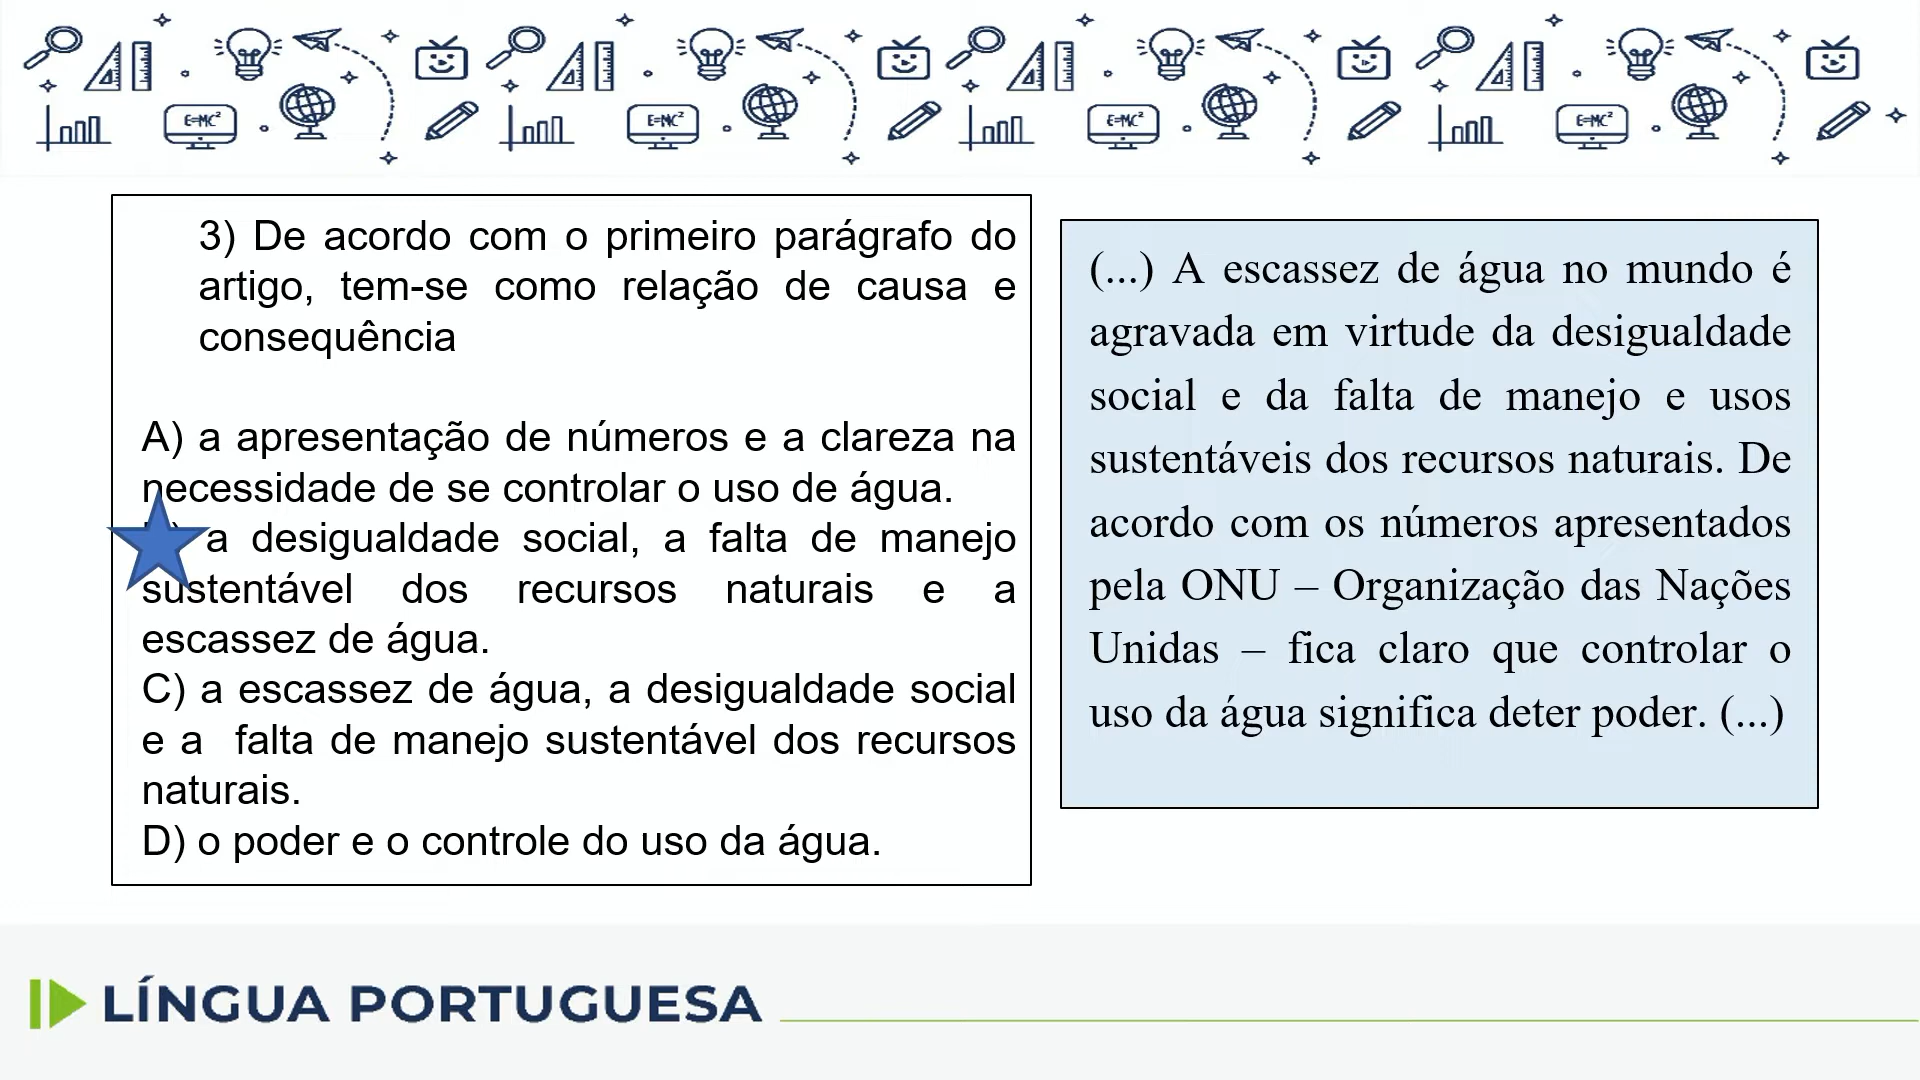 E=MC²
E=MC²
E=MC²
E=MC²
3) De acordo com o primeiro parágrafo do
artigo, tem-se como relação de causa e
consequência
A) a apresentação de números e a clareza na
necessidade de se controlar o uso de água.
a desigualdade social, a falta de manejo
sustentável dos recursos naturais e a
escassez de água.
C) a escassez de água, a desigualdade social
e a falta de manejo sustentável dos recursos
naturais.
D) o poder e o controle do uso da água.
(...) A escassez de água no mundo é
agravada em virtude da desigualdade
social e da falta de manejo e usos
sustentáveis dos recursos naturais. De
acordo com os números apresentados
pela ONU – Organização das Nações
Unidas – fica claro que controlar o
uso da água significa deter poder. (...)
LÍNGUA PORTUGUESA